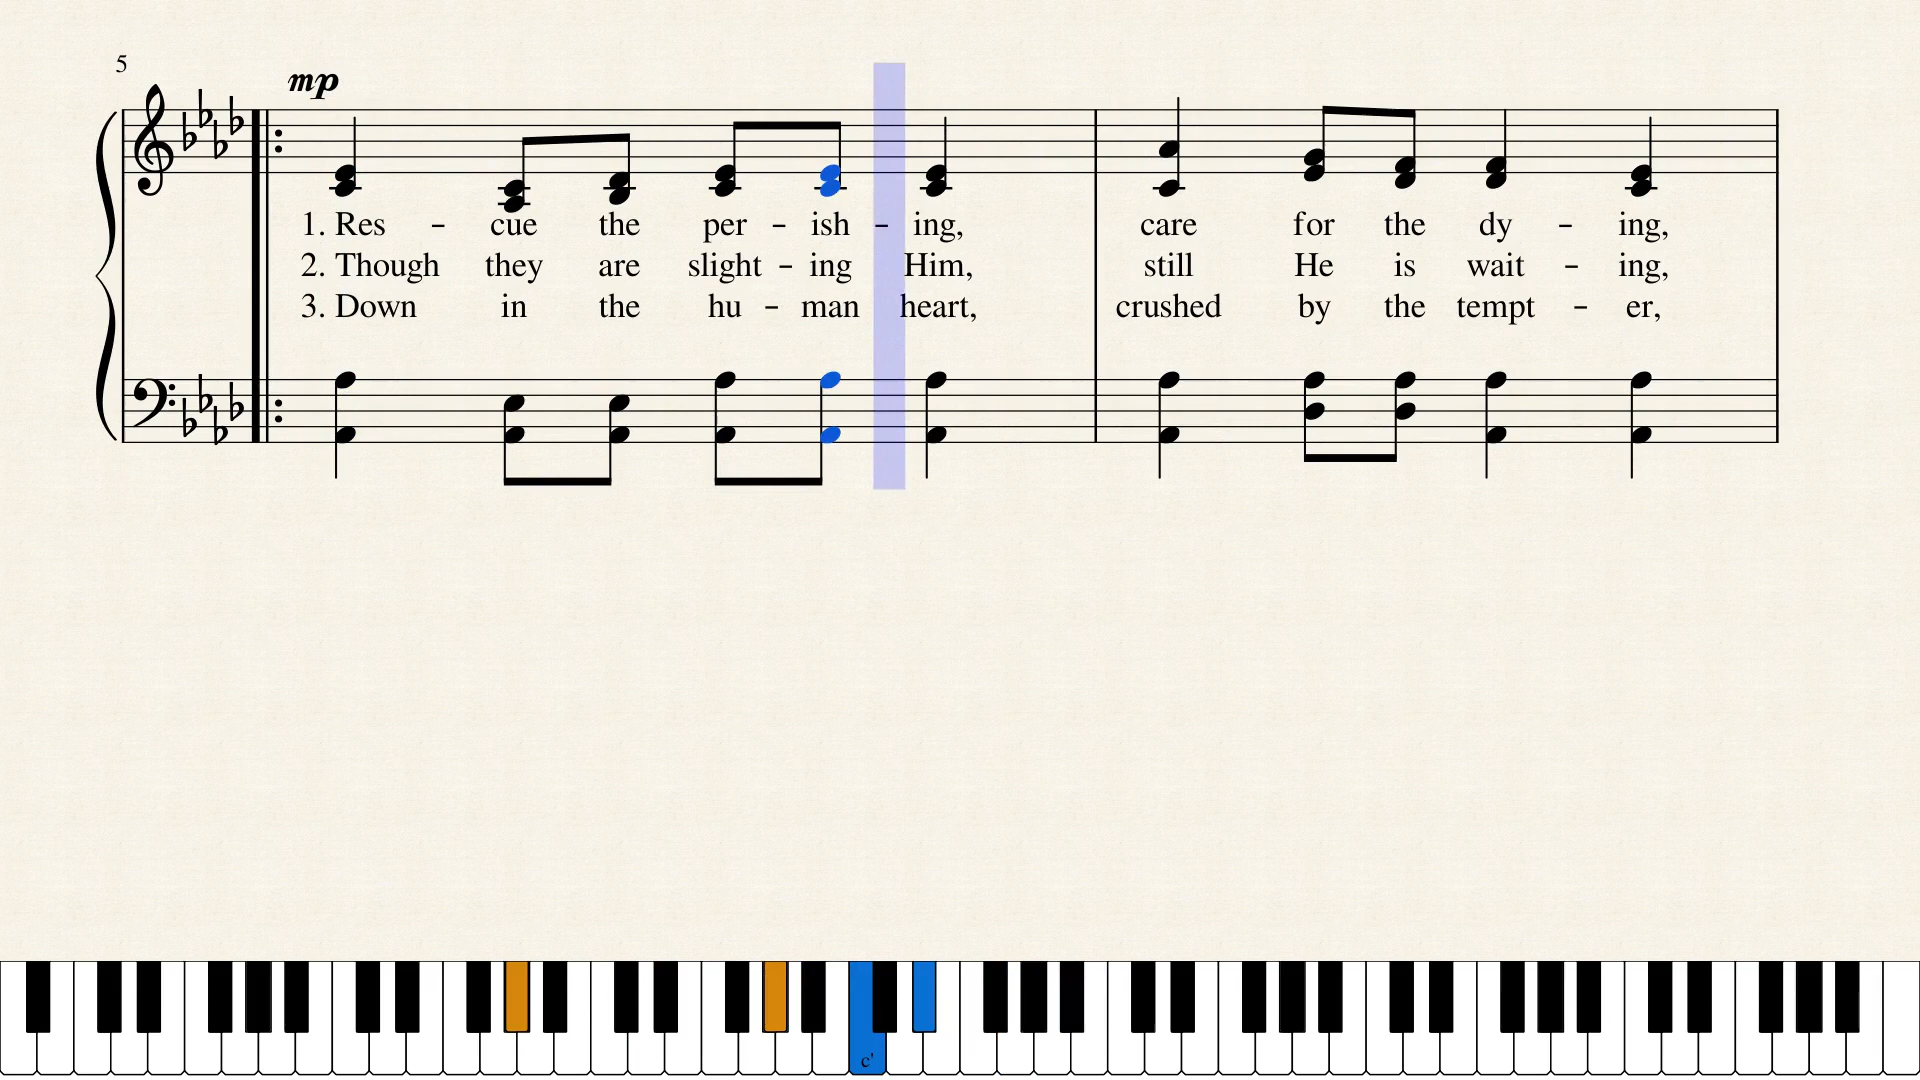 5
mp
1. Res - cue the per - ish - ing, care for the dy - ing,
2. Though they are slight - ing Him, still He is wait - ing,
3. Down in the hu - man heart, crushed by the tempt - er,
c'